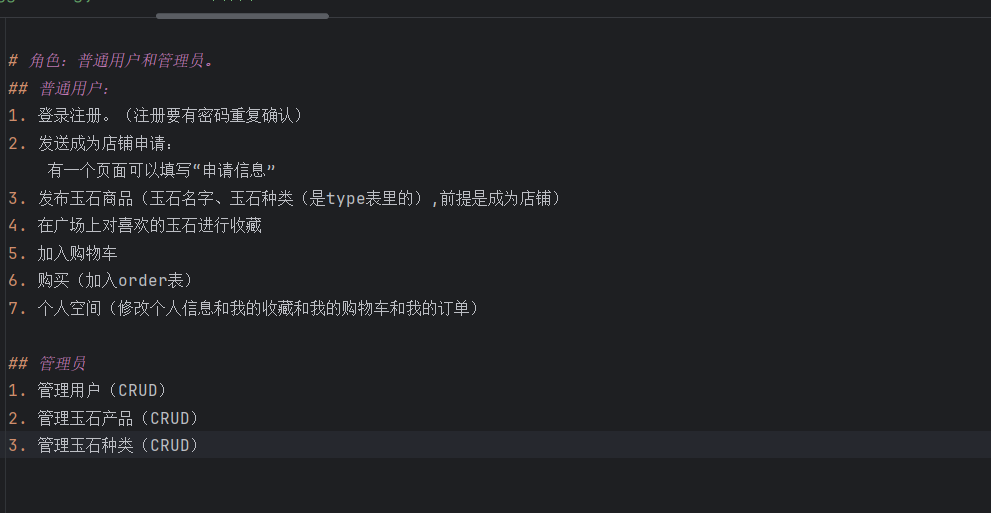 # 角色：普通用户和管理员。
## 普通用户：
1. 登录注册。（注册要有密码重复确认）
2. 发送成为店铺申请：
有一个页面可以填写“申请信息”
3. 发布玉石商品（玉石名字、玉石种类（是type表里的）,前提是成为店铺）
4. 在广场上对喜欢的玉石进行收藏
5. 加入购物车
6. 购买（加入order表）
7. 个人空间（修改个人信息和我的收藏和我的购物车和我的订单）
## 管理员
1. 管理用户（CRUD）
2. 管理玉石产品（CRUD）
3. 管理玉石种类（CRUD）